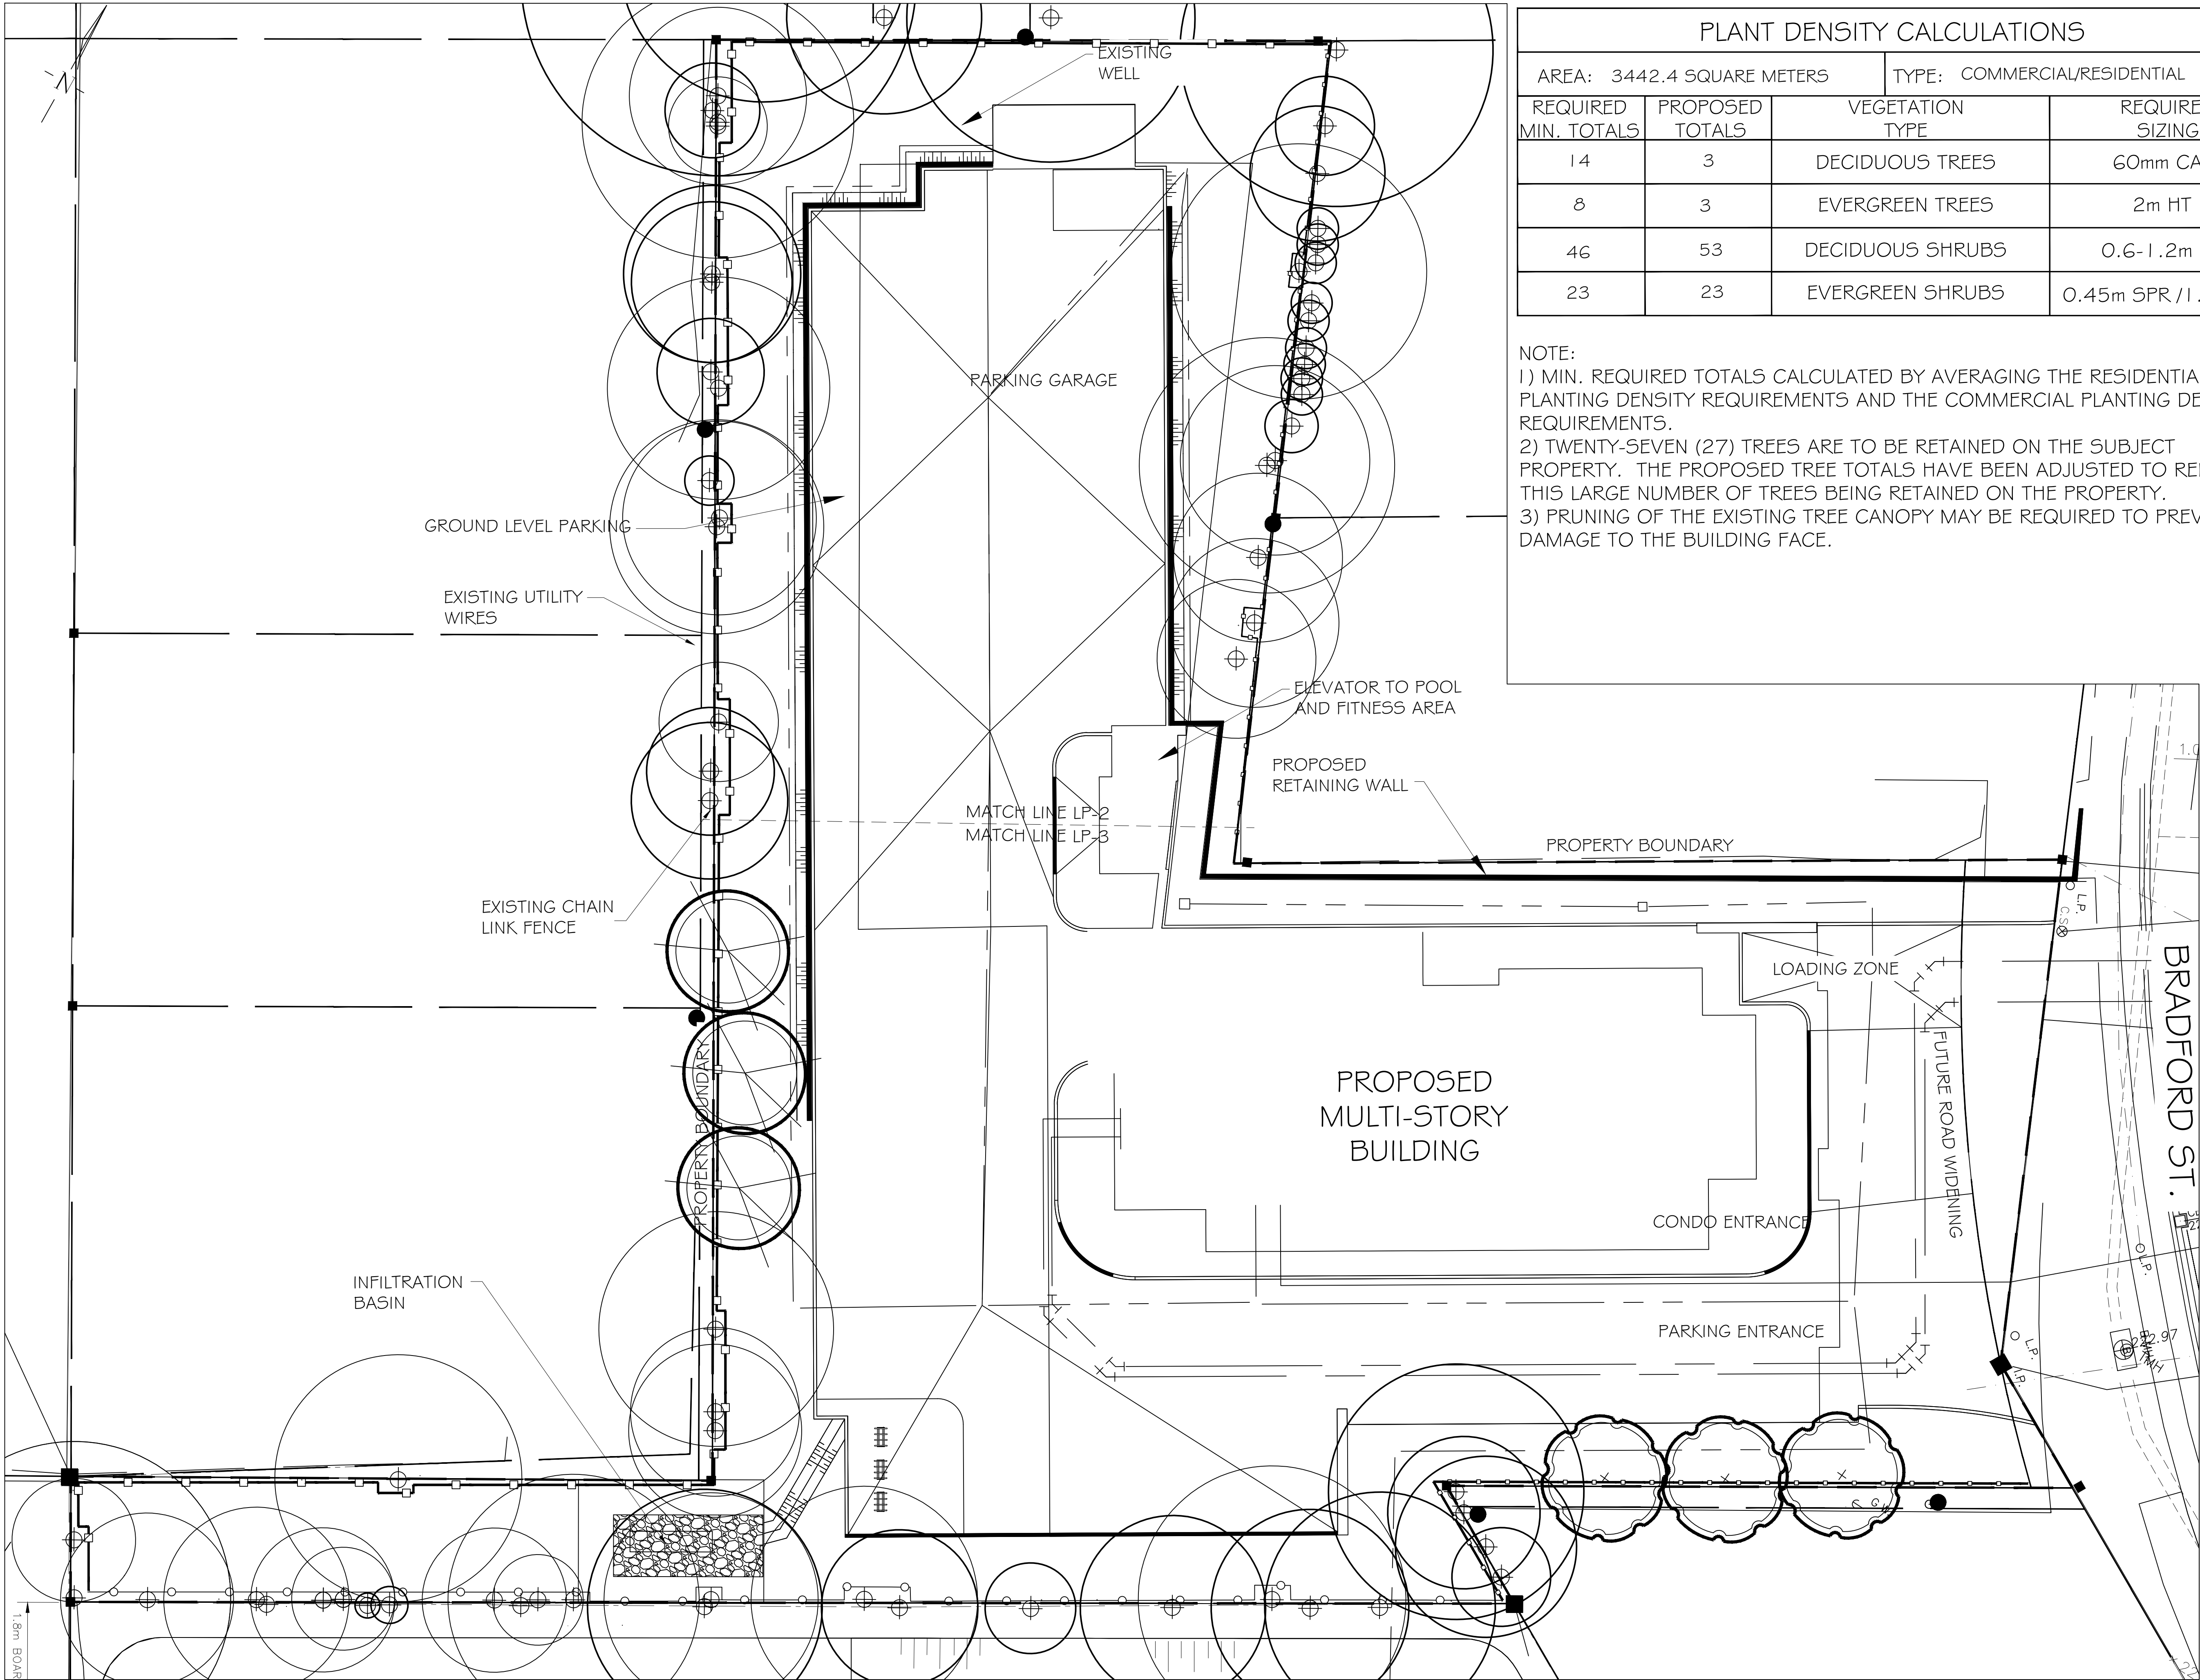 PLANT DENSITY CALCULATIONS
AREA: 3442.4 SQUARE METERS
TYPE: COMMERCIAL/RESIDENTIAL
REQUIRED
MIN. TOTALS
PROPOSED
TOTALS
VEGETATION
TYPE
REQUIRE
SIZING
14 3 DECIDUOUS TREES 60mm CA
8 3 EVERGREEN TREES 2m HT
46 53 DECIDUOUS SHRUBS 0.6-1.2m
23 23 EVERGREEN SHRUBS 0.45m SPR /1.
NOTE:
1) MIN. REQUIRED TOTALS CALCULATED BY AVERAGING THE RESIDENTIA
PLANTING DENSITY REQUIREMENTS AND THE COMMERCIAL PLANTING DE
REQUIREMENTS.
2) TWENTY-SEVEN (27) TREES ARE TO BE RETAINED ON THE SUBJECT
PROPERTY. THE PROPOSED TREE TOTALS HAVE BEEN ADJUSTED TO RE
THIS LARGE NUMBER OF TREES BEING RETAINED ON THE PROPERTY.
3) PRUNING OF THE EXISTING TREE CANOPY MAY BE REQUIRED TO PREV
DAMAGE TO THE BUILDING FACE.
N
EXISTING
WELL
PARKING GARAGE
GROUND LEVEL PARKING
EXISTING UTILITY
WIRES
ELEVATOR TO POOL
AND FITNESS AREA
PROPOSED
RETAINING WALL
MATCH LINE LP-2
MATCH LINE LP-3
PROPERTY BOUNDARY
EXISTING CHAIN
LINK FENCE
L.P.
C.S.
BRADFORD ST.
LOADING ZONE
FUTURE ROAD WIDENING
PROPERTY BOUNDARY
PROPOSED
MULTI-STORY
BUILDING
CONDO ENTRANCE
L.P.
INFILTRATION
BASIN
PARKING ENTRANCE
L.P.
G.W.
1.8m BOAR